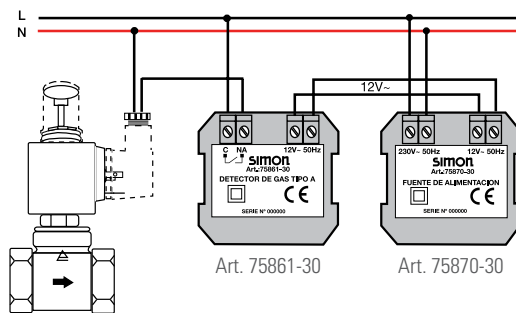 L
N
12V~
C NA 12V~ 50Hz
simon
Art.:75861-30
DETECTOR DE GAS TIPO A
CE
SERIE Nº 000000
Art. 75861-30
230V~ 50Hz 12V~ 50Hz
simon
Art.:75870-30
FUENTE DE ALIMENTACION
CE
SERIE Nº 000000
Art. 75870-30